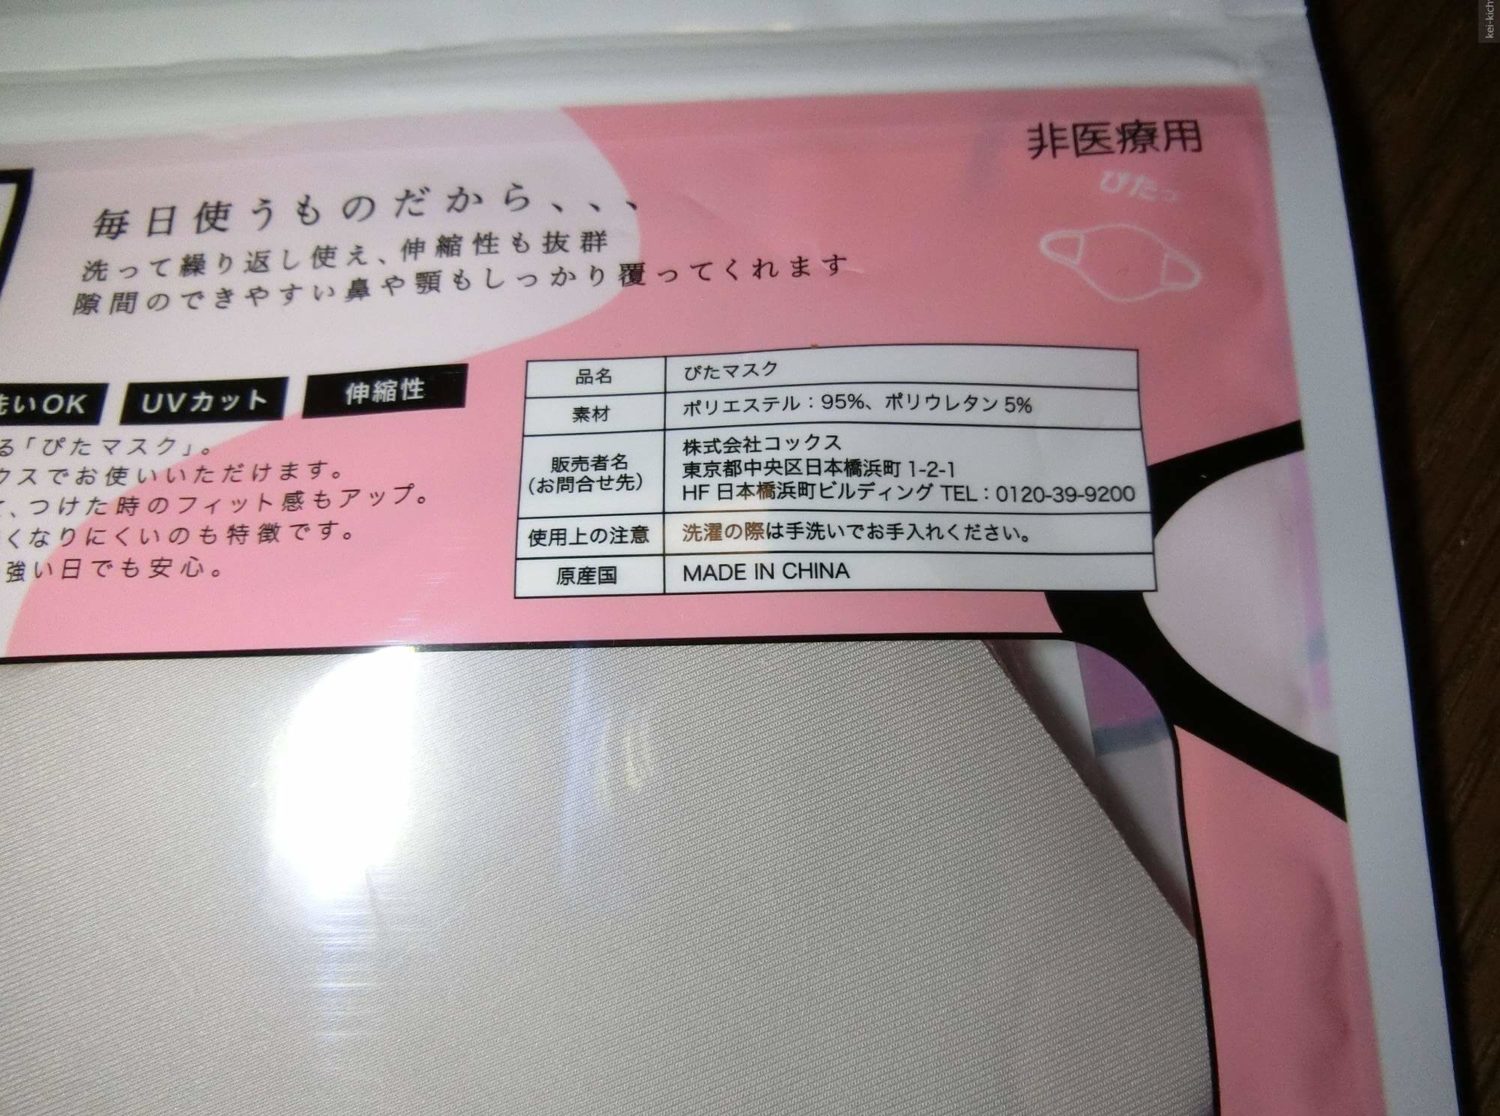 非医療用
ぴたっ
毎日使うものだから、、、
洗って繰り返し使え、伸縮性も抜群
隙間のできやすい鼻や顎もしっかり覆ってくれます
洗いOK
UVカット
伸縮性
る「ぴたマスク」。
クスでお使いいただけます。
て、つけた時のフィット感もアップ。
くなりにくいのも特徴です。
強い日でも安心。
品名 ぴたマスク
素材 ポリエステル：95%、ポリウレタン 5%
販売者名
（お問合せ先）
株式会社コックス
東京都中央区日本橋浜町 1-2-1
HF 日本橋浜町ビルディング TEL：0120-39-9200
使用上の注意 洗濯の際は手洗いでお手入れください。
原産国 MADE IN CHINA
kei-kich